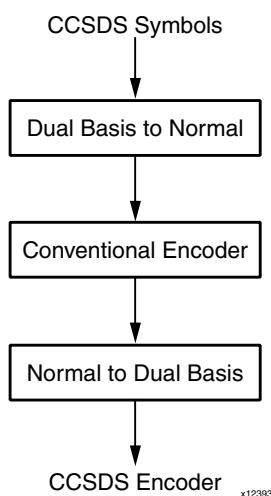 CCSDS Symbols
Dual Basis to Normal
Conventional Encoder
Normal to Dual Basis
CCSDS Encoder
x12393